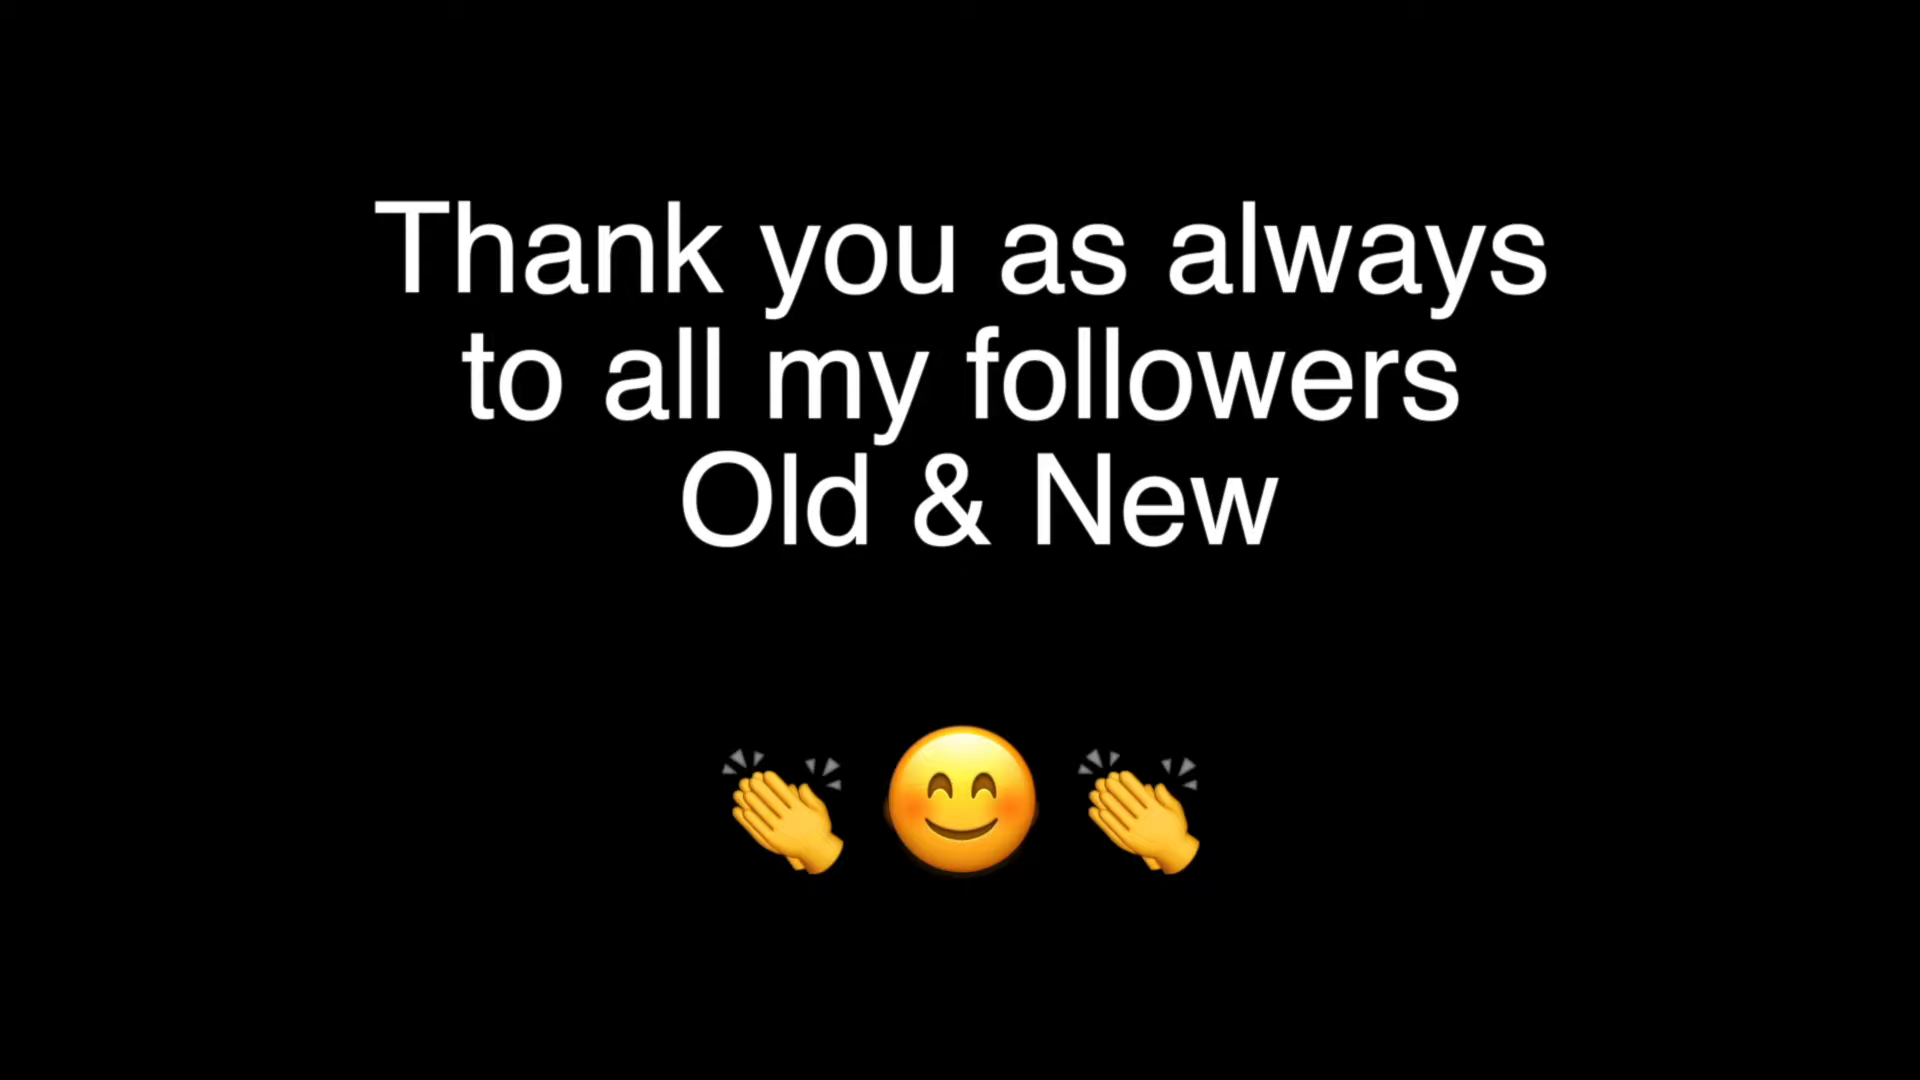 Thank you as always
to all my followers
Old & New
👏 😊 👏